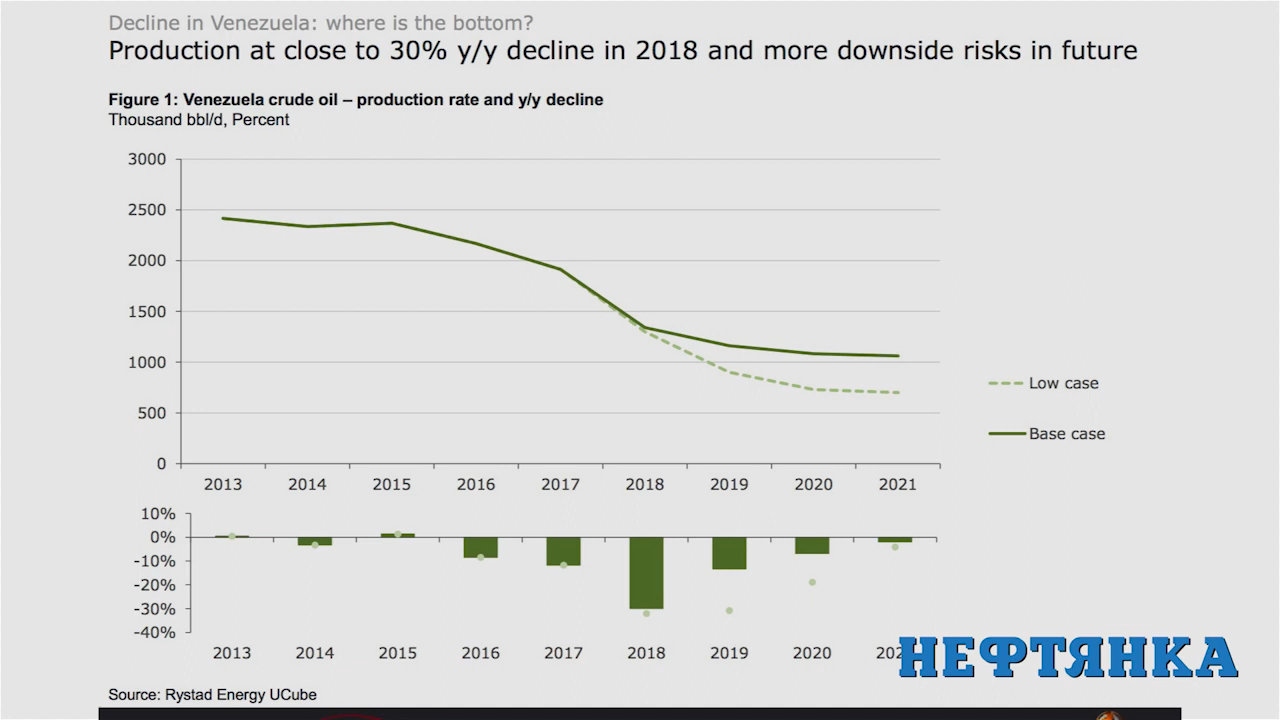 Decline in Venezuela: where is the bottom?
Production at close to 30% y/y decline in 2018 and more downside risks in future
Figure 1: Venezuela crude oil – production rate and y/y decline
Thousand bbl/d, Percent
3000
2500
2000
1500
1000
500
0
2013 2014 2015 2016 2017 2018 2019 2020 2021
Low case
Base case
10%
0%
-10%
-20%
-30%
-40%
2013 2014 2015 2016 2017 2018 2019 2020
НЕФТЯНКА
Source: Rystad Energy UCube